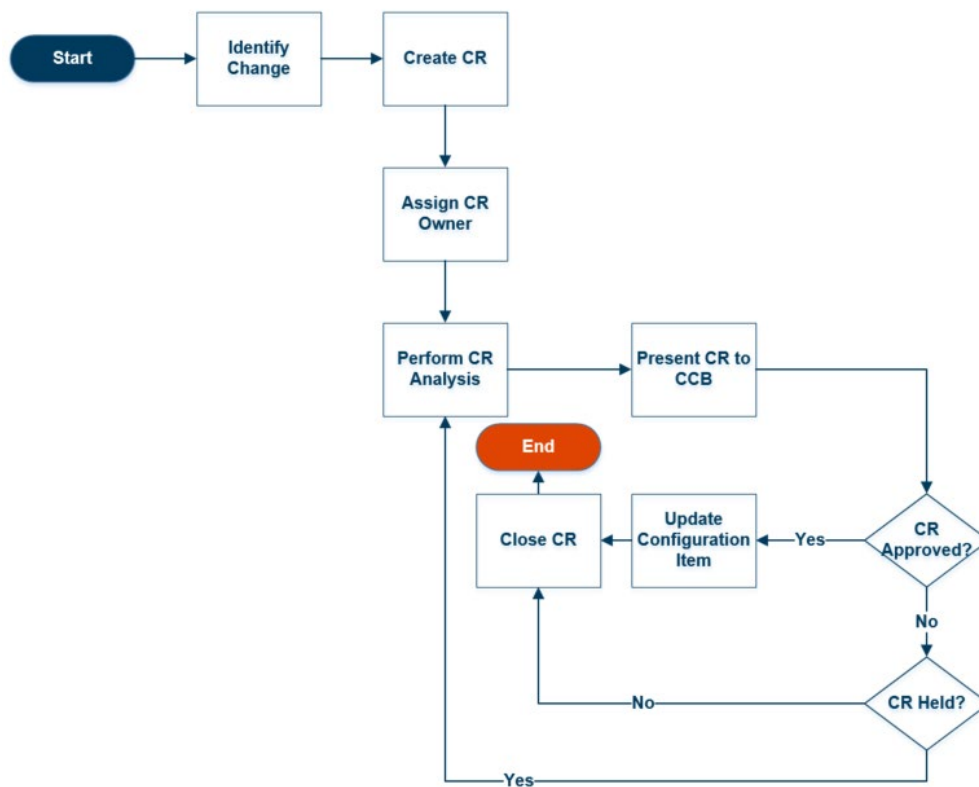 Start
Identify
Change
Create CR
Assign CR
Owner
Perform CR
Analysis
Present CR to
CCB
End
Close CR
Update
Configuration
Item
Yes
CR
Approved?
No
No
CR Held?
Yes